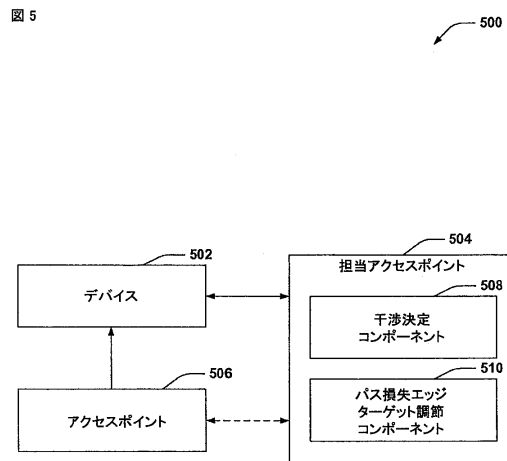 図 5
500
502
デバイス
506
アクセスポイント
504
担当アクセスポイント
508
干渉決定
コンポーネント
510
パス損失エッジ
ターゲット調節
コンポーネント